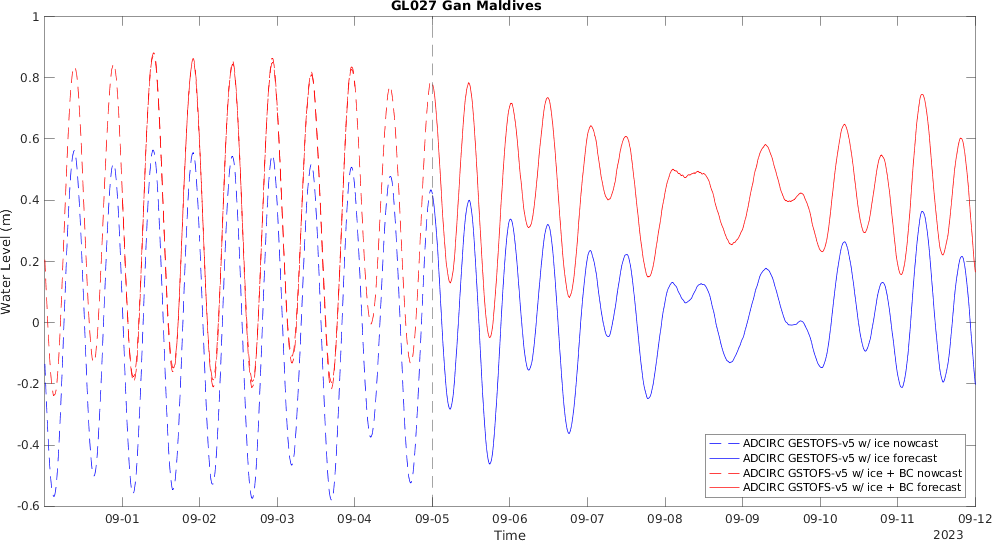 GL027 Gan Maldives
1
0.8
0.6
0.4
0.2
0
-0.2
-0.4
-0.6
Water Level (m)
ADCIRC GESTOFS-v5 w/ ice nowcast
ADCIRC GESTOFS-v5 w/ ice forecast
ADCIRC GSTOFS-v5 w/ ice + BC nowcast
ADCIRC GSTOFS-v5 w/ ice + BC forecast
09-01 09-02 09-03 09-04 09-05 09-06 09-07 09-08 09-09 09-10 09-11 09-12
Time 2023